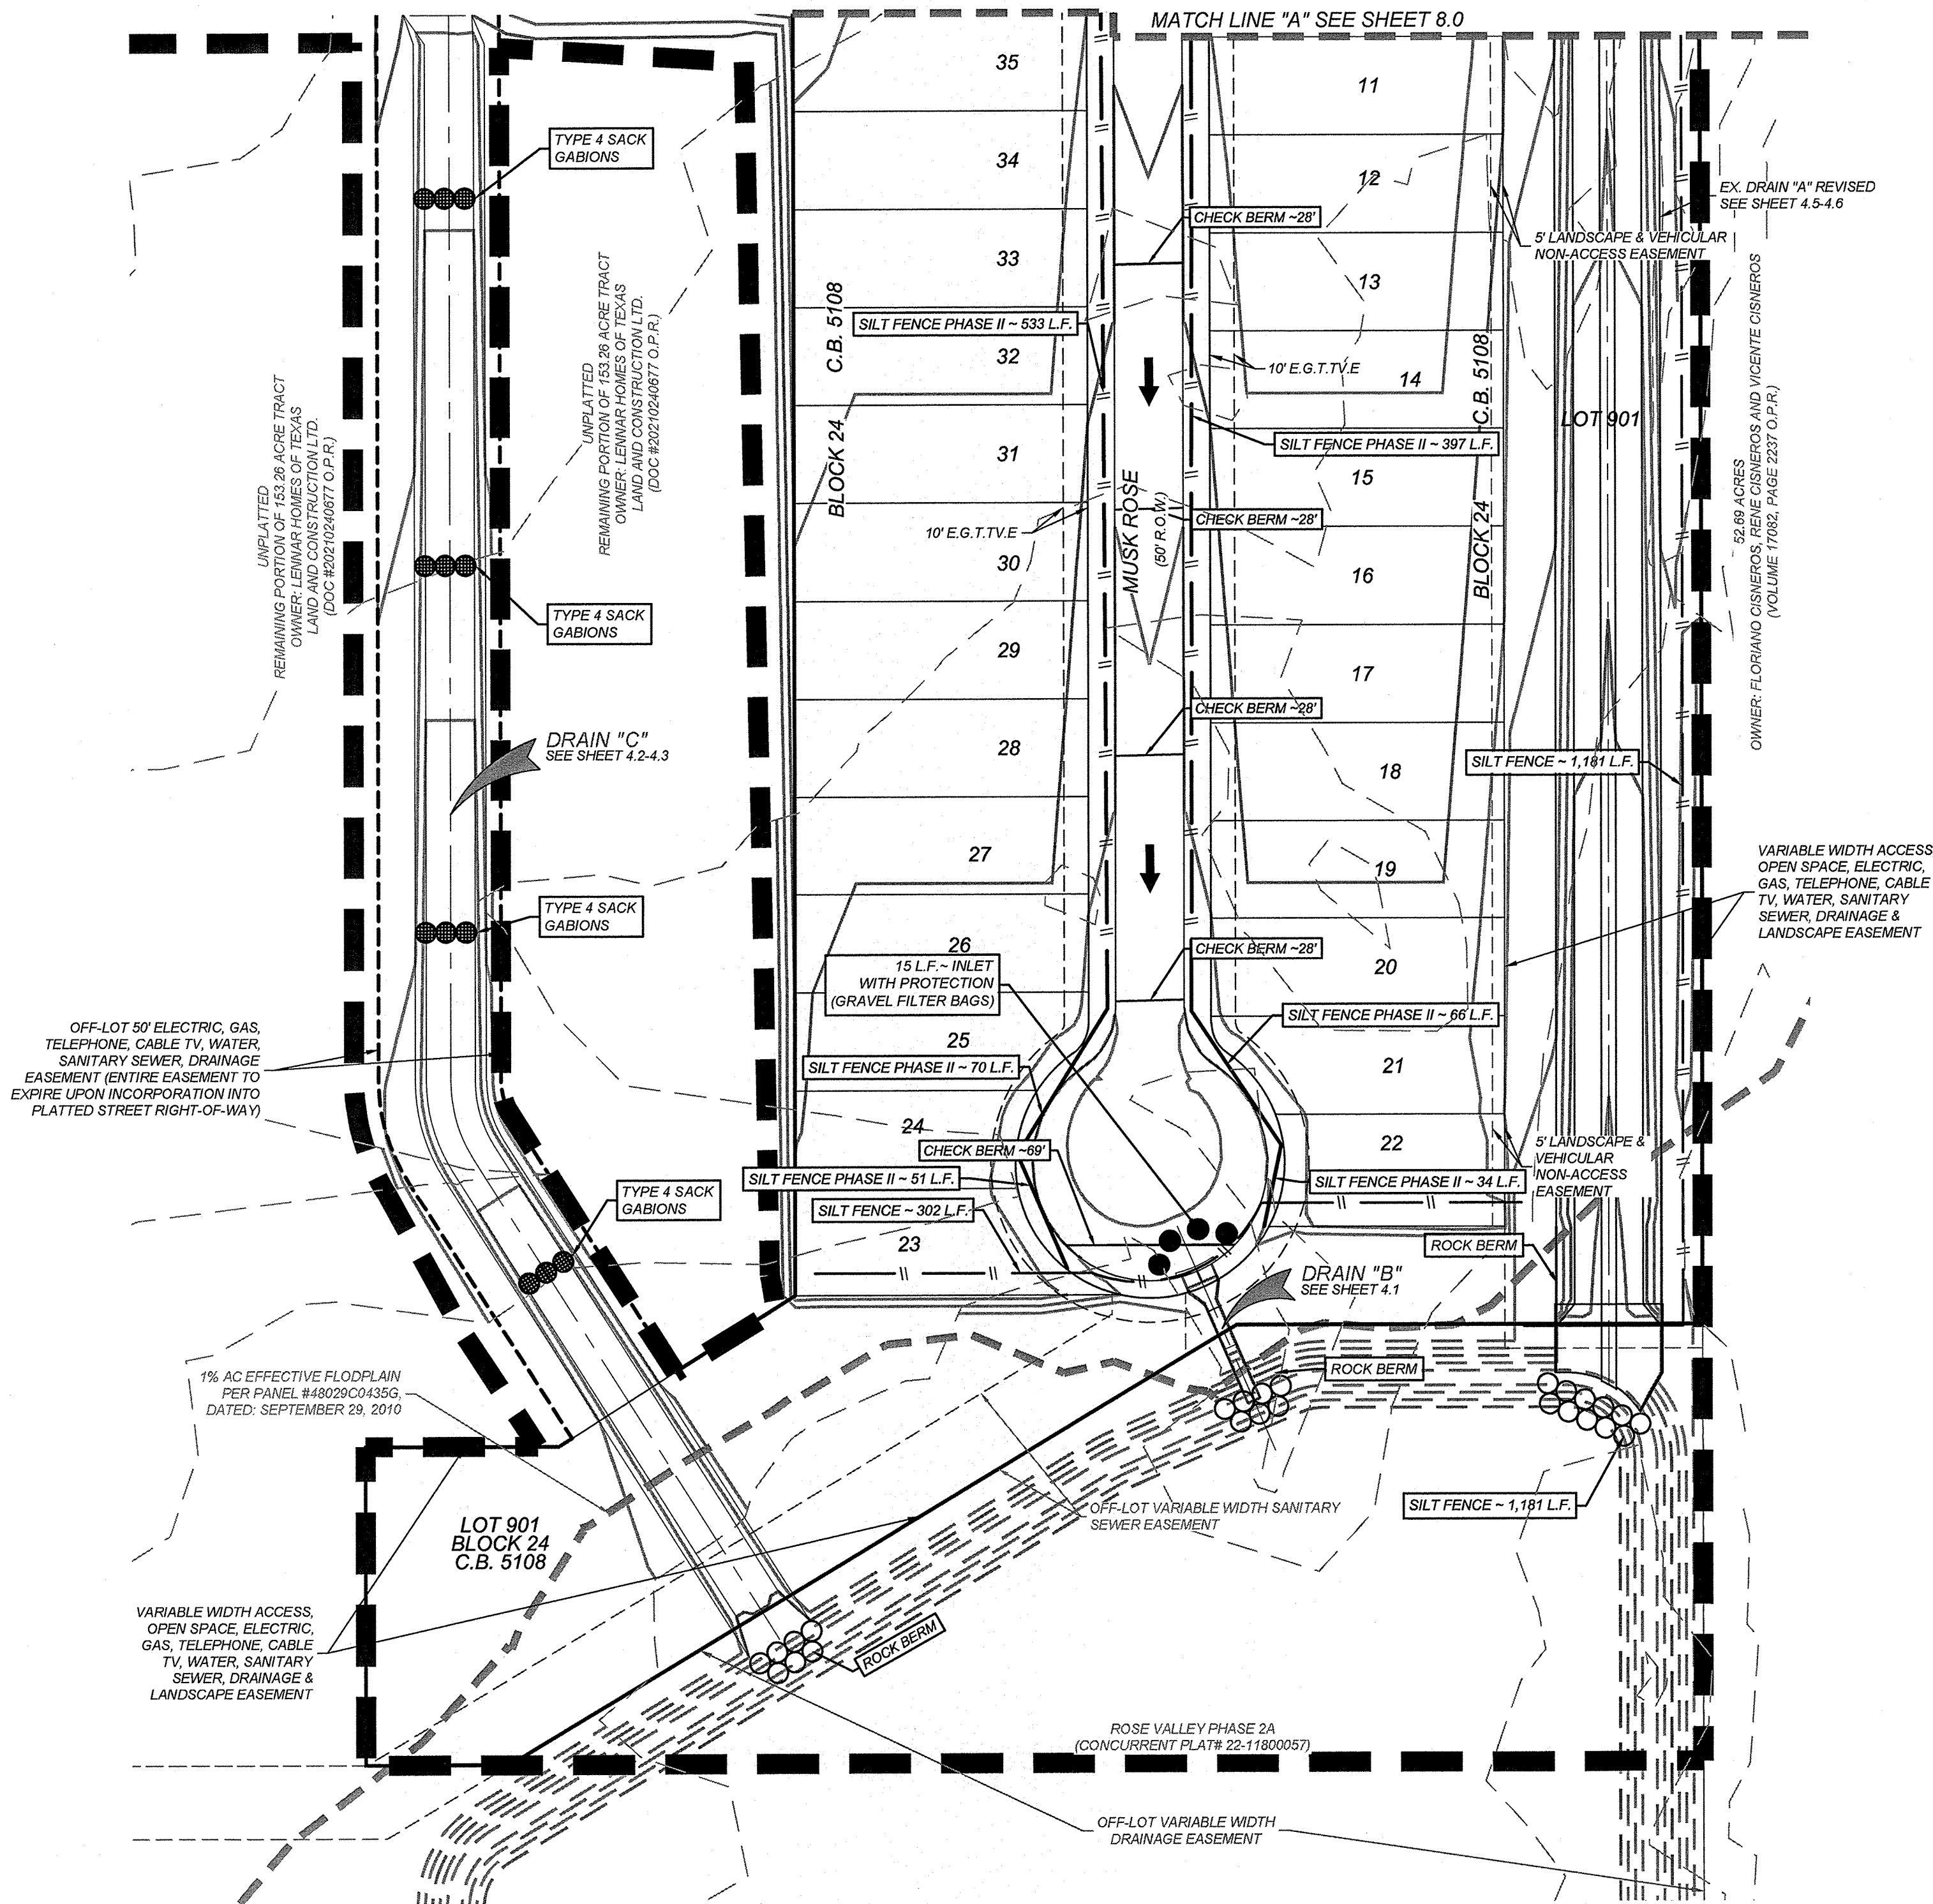 MATCH LINE "A" SEE SHEET 8.0
35
11
TYPE 4 SACK
GABIONS
34
12
EX. DRAIN "A" REVISED
SEE SHEET 4.5-4.6
CHECK BERM ~28'
5' LANDSCAPE & VEHICULAR
NON-ACCESS EASEMENT
33
13
C.B. 5108
BLOCK 24
SILT FENCE PHASE II ~ 533 L.F.
32
10' E.G.T.TV.E
14
C.B. 5108
BLOCK 24
LOT 901
UNPLATTED
REMAINING PORTION OF 153.26 ACRE TRACT
OWNER: LENNAR HOMES OF TEXAS
LAND AND CONSTRUCTION LTD.
(DOC #20210240677 O.P.R.)
UNPLATTED
REMAINING PORTION OF 153.26 ACRE TRACT
OWNER: LENNAR HOMES OF TEXAS
LAND AND CONSTRUCTION LTD.
(DOC #20210240677 O.P.R.)
52.69 ACRES
OWNER: FLORIANO CISNEROS, RENE CISNEROS AND VICENTE CISNEROS
(VOLUME 17082, PAGE 2237 O.P.R.)
SILT FENCE PHASE II ~ 397 L.F.
31
15
MUSK ROSE
(50' R.O.W.)
CHECK BERM ~28'
10' E.G.T.TV.E
30
16
TYPE 4 SACK
GABIONS
29
17
CHECK BERM ~28'
28
18
DRAIN "C"
SEE SHEET 4.2-4.3
SILT FENCE ~ 1,181 L.F.
27
19
VARIABLE WIDTH ACCESS
OPEN SPACE, ELECTRIC,
GAS, TELEPHONE, CABLE
TV, WATER, SANITARY
SEWER, DRAINAGE &
LANDSCAPE EASEMENT
TYPE 4 SACK
GABIONS
26
CHECK BERM ~28'
20
15 L.F.~ INLET
WITH PROTECTION
(GRAVEL FILTER BAGS)
SILT FENCE PHASE II ~ 66 L.F.
OFF-LOT 50' ELECTRIC, GAS,
TELEPHONE, CABLE TV, WATER,
SANITARY SEWER, DRAINAGE
EASEMENT (ENTIRE EASEMENT TO
EXPIRE UPON INCORPORATION INTO
PLATTED STREET RIGHT-OF-WAY)
25
SILT FENCE PHASE II ~ 70 L.F.
21
24
CHECK BERM ~69'
22
5' LANDSCAPE &
VEHICULAR
NON-ACCESS
EASEMENT
SILT FENCE PHASE II ~ 51 L.F.
SILT FENCE PHASE II ~ 34 L.F.
TYPE 4 SACK
GABIONS
SILT FENCE ~ 302 L.F.
23
ROCK BERM
DRAIN "B"
SEE SHEET 4.1
ROCK BERM
1% AC EFFECTIVE FLODPLAIN
PER PANEL #48029C0435G,
DATED: SEPTEMBER 29, 2010
SILT FENCE ~ 1,181 L.F.
OFF-LOT VARIABLE WIDTH SANITARY
SEWER EASEMENT
LOT 901
BLOCK 24
C.B. 5108
VARIABLE WIDTH ACCESS,
OPEN SPACE, ELECTRIC,
GAS, TELEPHONE, CABLE
TV, WATER, SANITARY
SEWER, DRAINAGE &
LANDSCAPE EASEMENT
ROCK BERM
ROSE VALLEY PHASE 2A
(CONCURRENT PLAT# 22-11800057)
OFF-LOT VARIABLE WIDTH
DRAINAGE EASEMENT